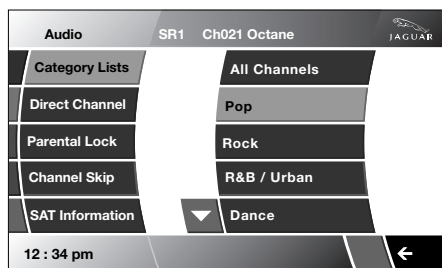 Audio SR1 Ch021 Octane JAGUAR
Category Lists
Direct Channel
Parental Lock
Channel Skip
SAT Information
All Channels
Pop
Rock
R&B / Urban
Dance
12 : 34 pm